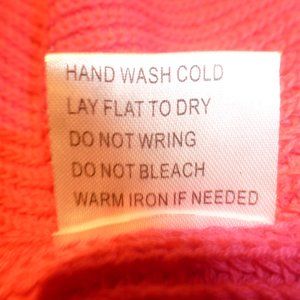 HAND WASH COLD
LAY FLAT TO DRY
DO NOT WRING
DO NOT BLEACH
WARM IRON IF NEEDED